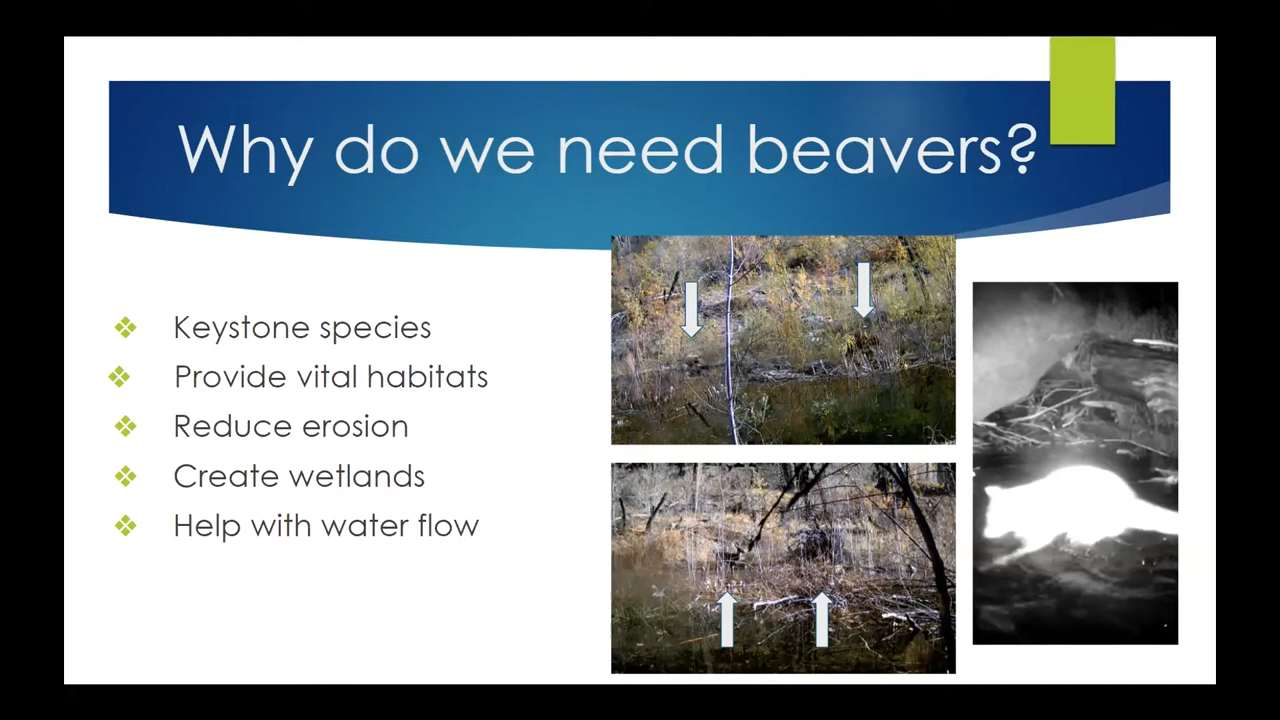 Why do we need beavers?
Keystone species
Provide vital habitats
Reduce erosion
Create wetlands
Help with water flow